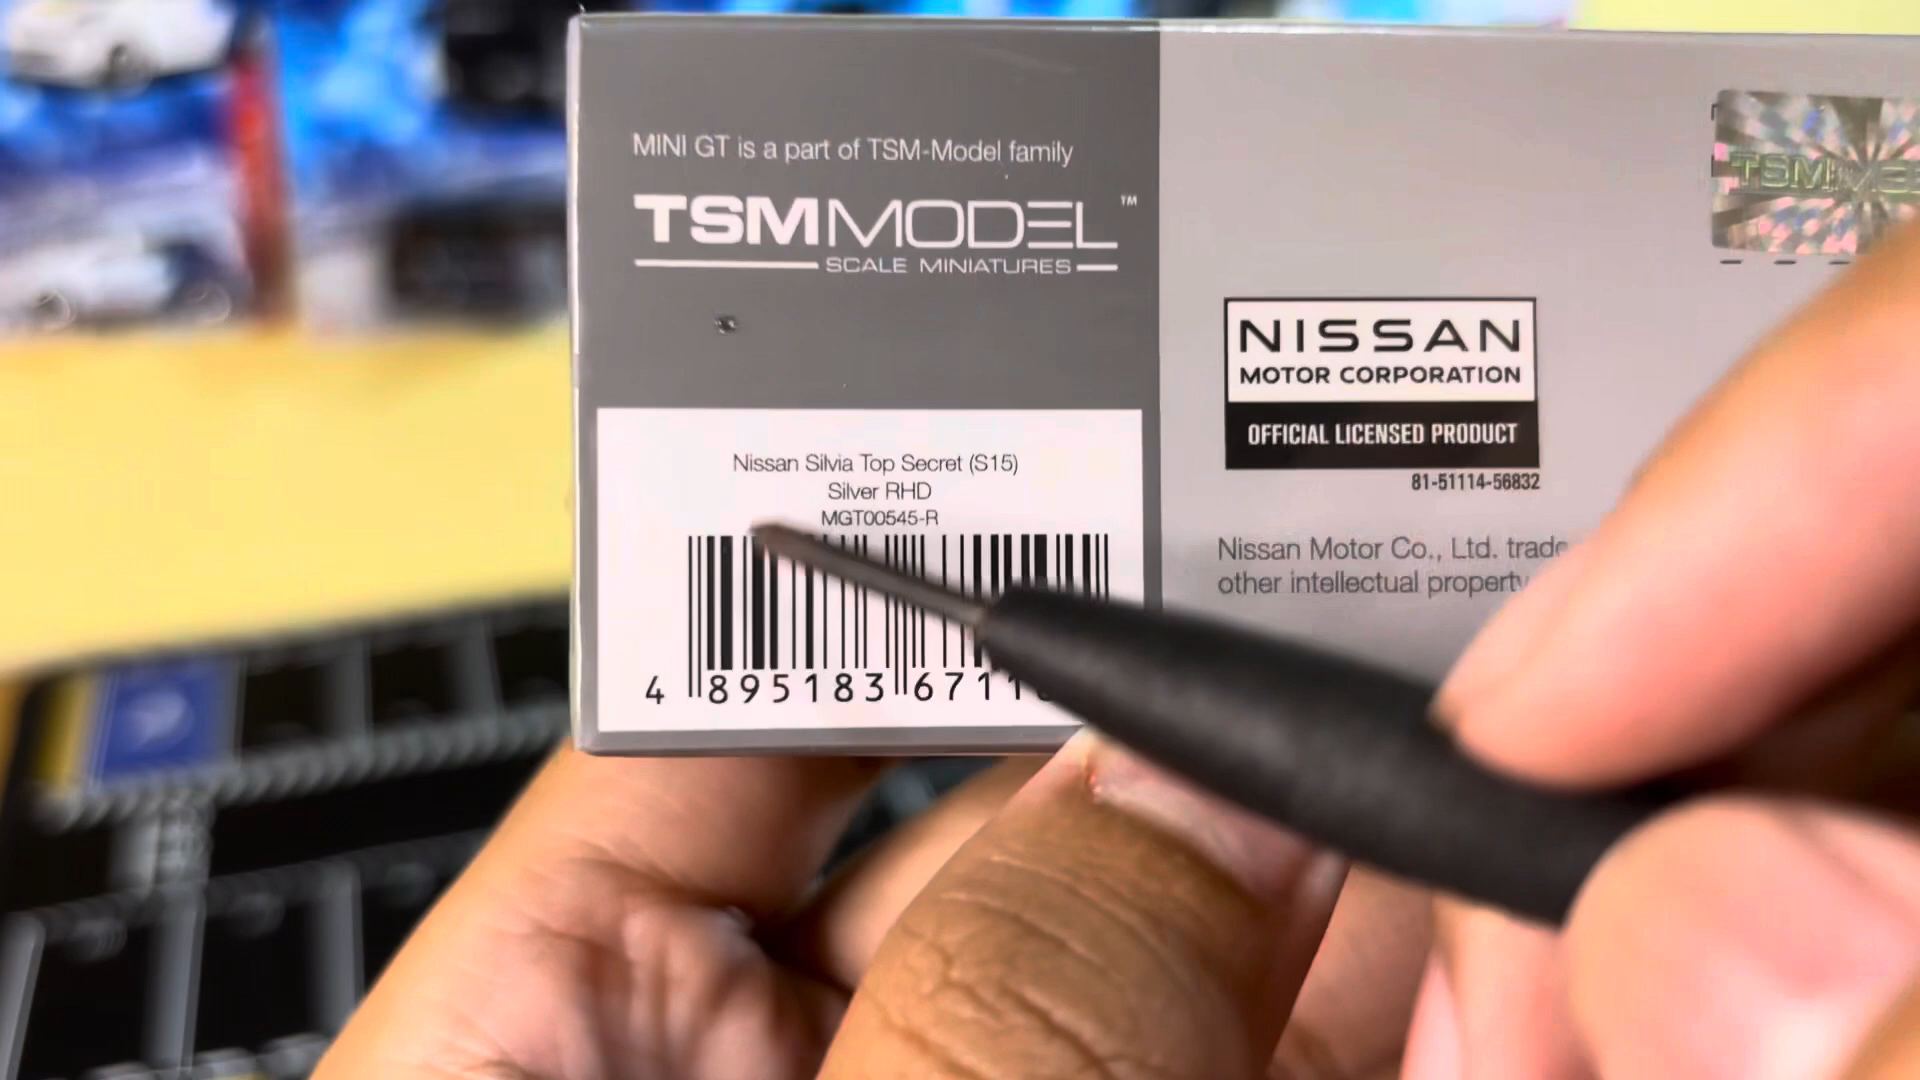 MINI GT is a part of TSM-Model family
TSMMODEL™
SCALE MINIATURES
Nissan Silvia Top Secret (S15)
Silver RHD
MGT00545-R
4 895183 6711
TSM
NISSAN
MOTOR CORPORATION
OFFICIAL LICENSED PRODUCT
81-51114-56832
Nissan Motor Co., Ltd. trade
other intellectual property